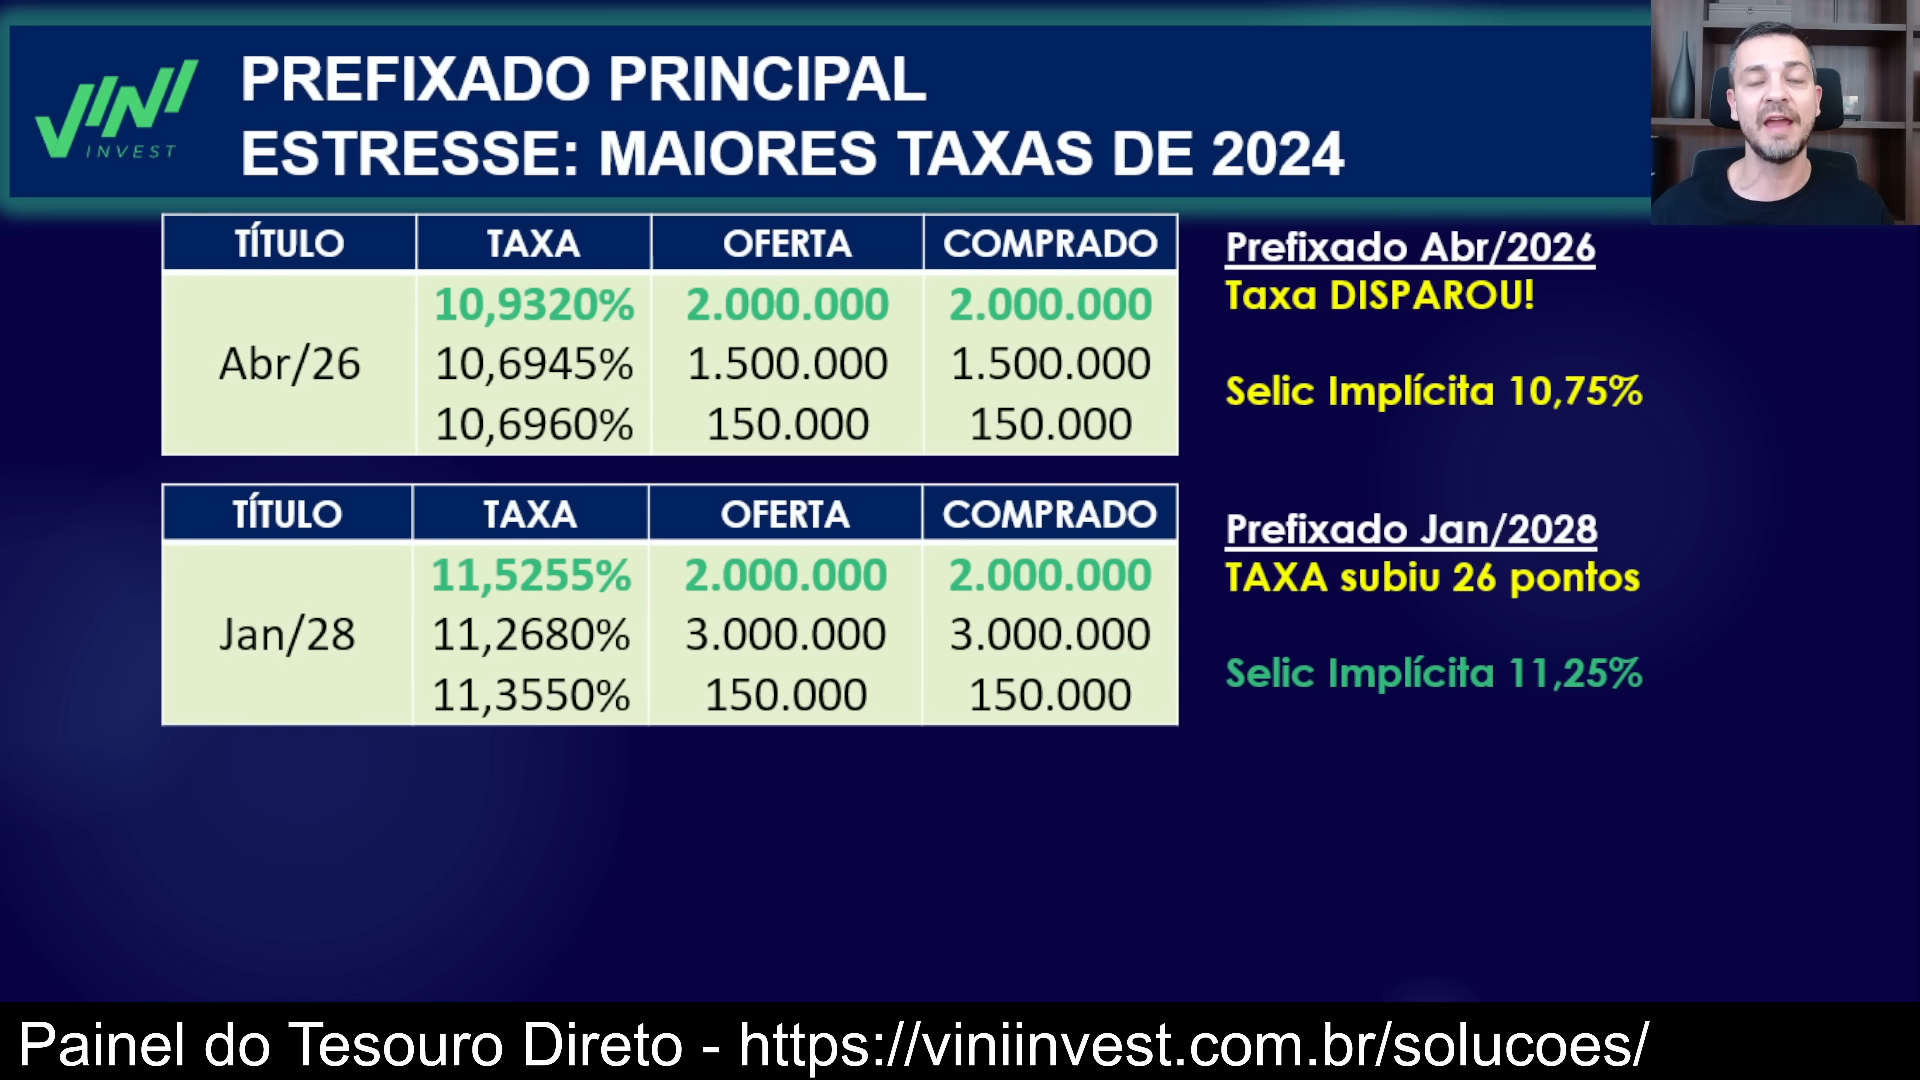 VINI
INVEST
PREFIXADO PRINCIPAL
ESTRESSE: MAIORES TAXAS DE 2024
TÍTULO TAXA OFERTA COMPRADO
Abr/26
10,9320% 2.000.000 2.000.000
10,6945% 1.500.000 1.500.000
10,6960% 150.000 150.000
Prefixado Abr/2026
Taxa DISPAROU!
Selic Implícita 10,75%
TÍTULO TAXA OFERTA COMPRADO
Jan/28
11,5255% 2.000.000 2.000.000
11,2680% 3.000.000 3.000.000
11,3550% 150.000 150.000
Prefixado Jan/2028
TAXA subiu 26 pontos
Selic Implícita 11,25%
Painel do Tesouro Direto - https://viniinvest.com.br/solucoes/